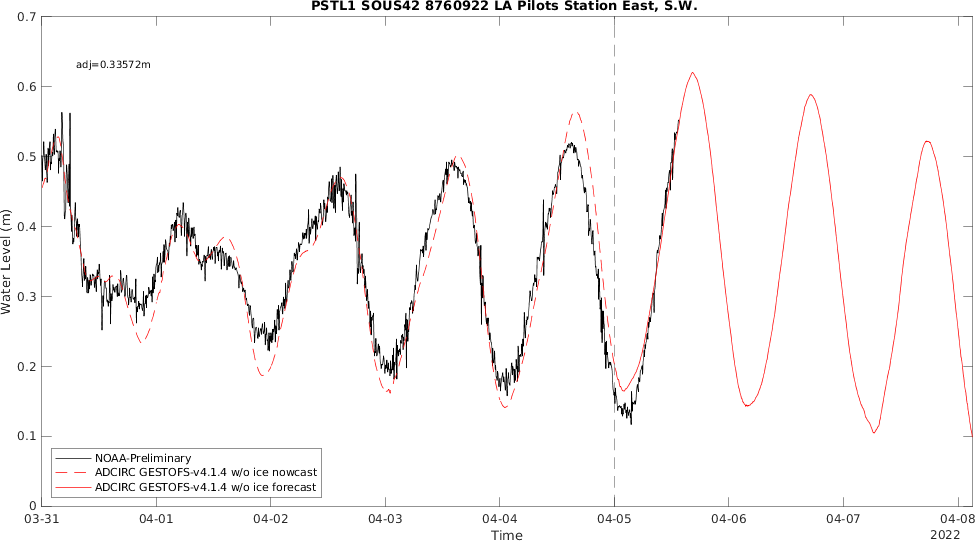 PSTL1 SOUS42 8760922 LA Pilots Station East, S.W.
0.7
adj=0.33572m
0.6
0.5
0.4
0.3
0.2
0.1
0
Water Level (m)
NOAA-Preliminary
ADCIRC GESTOFS-v4.1.4 w/o ice nowcast
ADCIRC GESTOFS-v4.1.4 w/o ice forecast
03-31 04-01 04-02 04-03 04-04 04-05 04-06 04-07 04-08
Time
2022